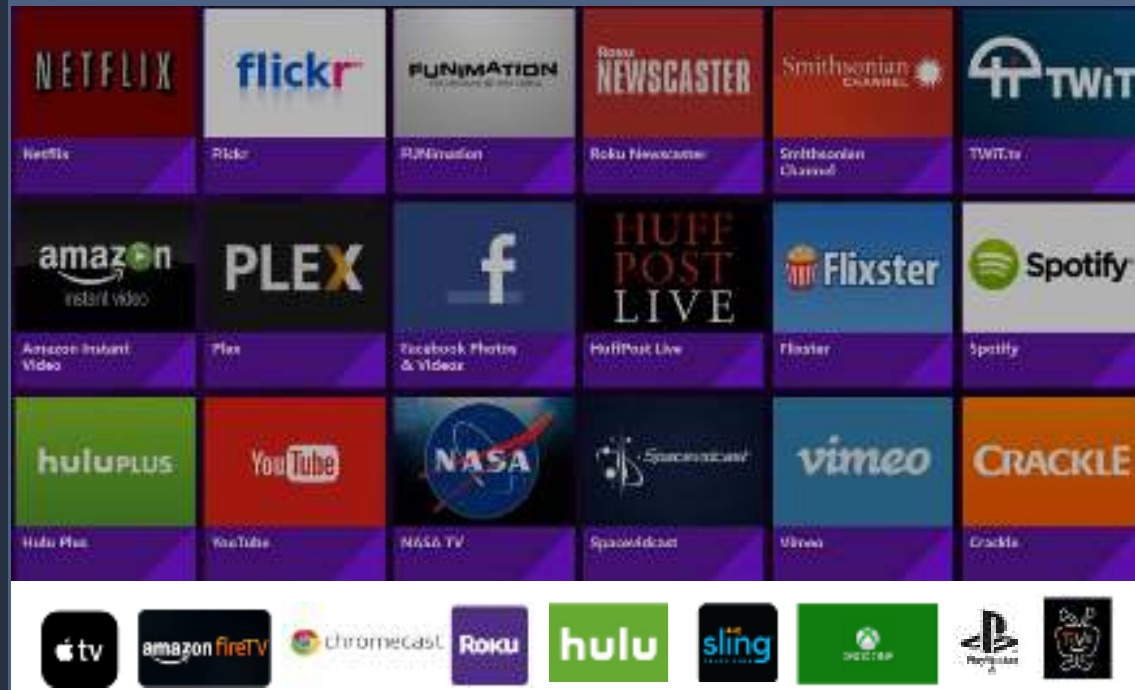 NETFLIX
flickr
FUNIMATION
Roku
NEWSCASTER
Smithsonian
CHANNEL
TWiT
Netflix
Flickr
FUNimation
Roku Newscaster
Smithsonian
Channel
TWiT.tv
amazon
instant video
PLEX
f
HUFF
POST
LIVE
Flixster
Spotify
Amazon Instant
Video
Plex
Facebook Photos
& Videos
HuffPost Live
Flixster
Spotify
huluPLUS
YouTube
NASA
Spacevidcast
vimeo
CRACKLE
Hulu Plus
YouTube
NASA TV
Spacevidcast
Vimeo
Crackle
tv
amazon fireTV
chromecast
ROKU
hulu
sling
TiVo